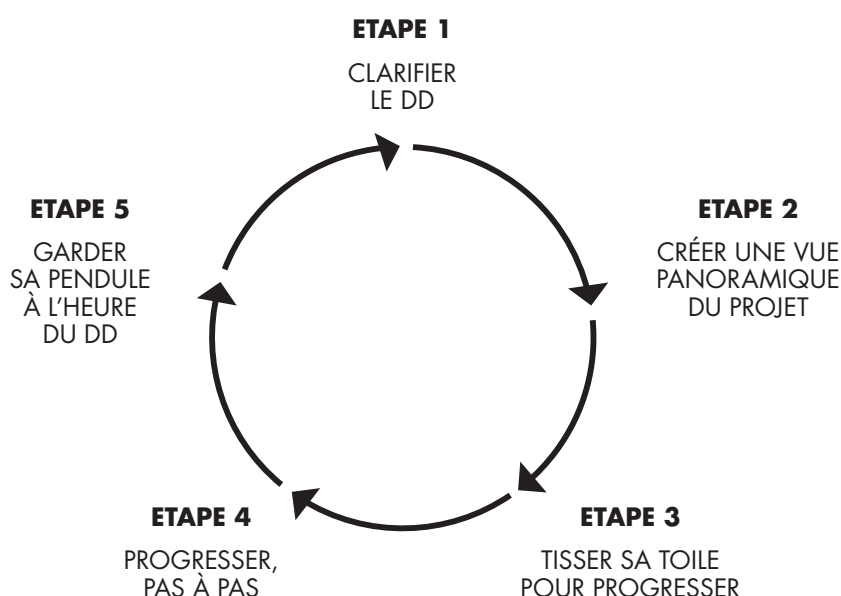 ETAPE 1
CLARIFIER
LE DD
ETAPE 2
CRÉER UNE VUE
PANORAMIQUE
DU PROJET
ETAPE 3
TISSER SA TOILE
POUR PROGRESSER
ETAPE 4
PROGRESSER,
PAS À PAS
ETAPE 5
GARDER
SA PENDULE
À L'HEURE
DU DD